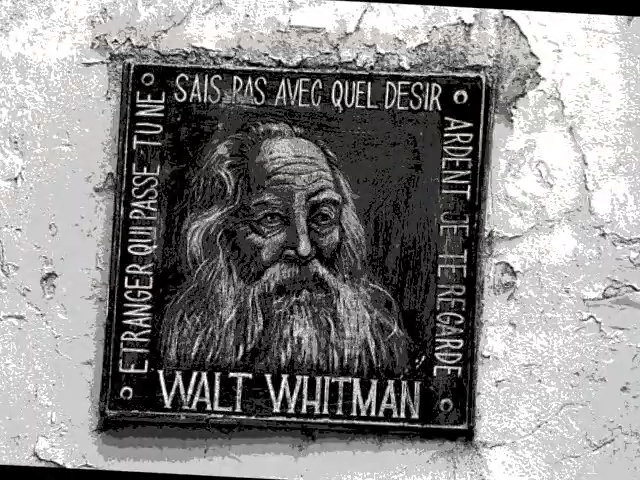 ETRANGER QUI PASSE TU NE
SAIS PAS AVEC QUEL DESIR
ARDENT JE TE REGARDE
WALT WHITMAN